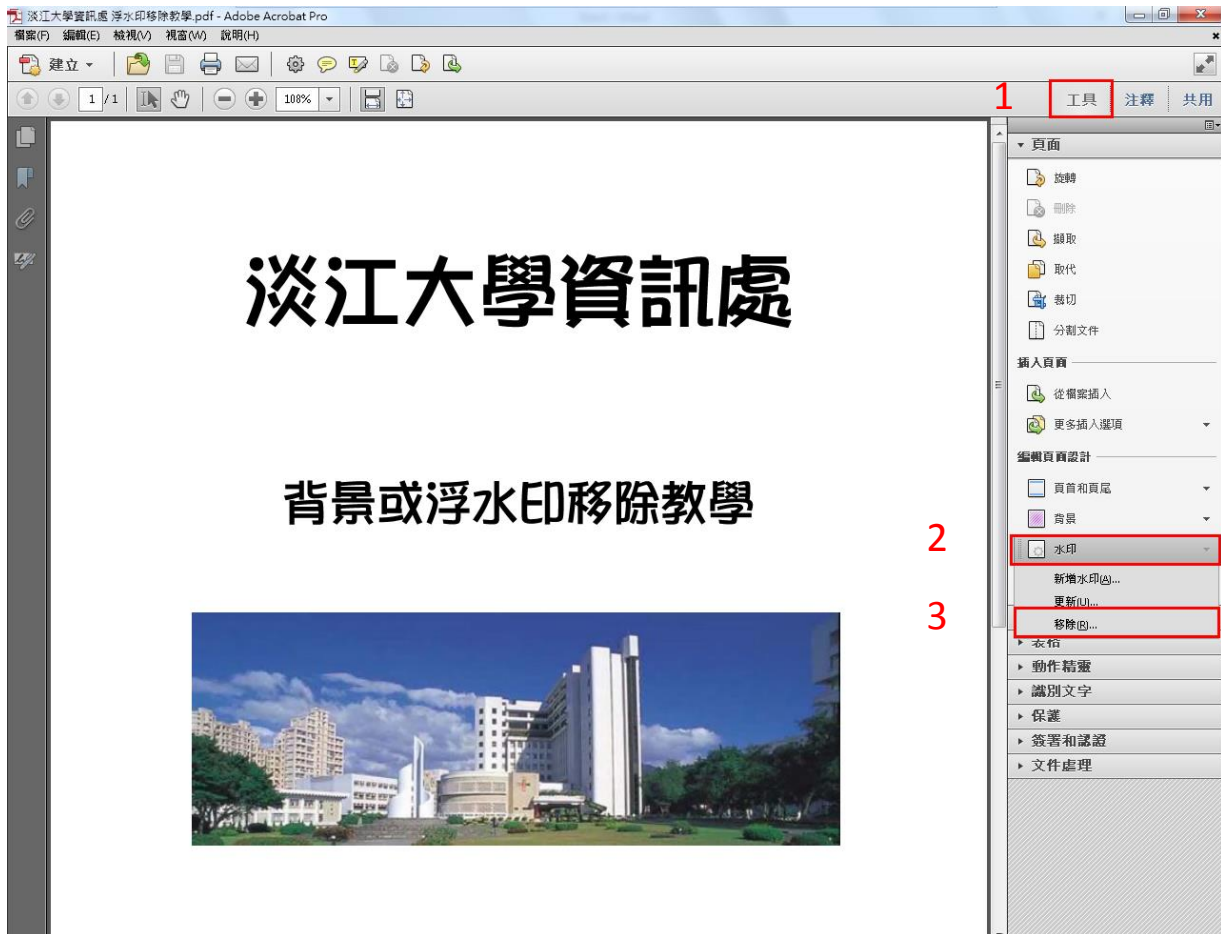 淡江大學資訊處 浮水印移除教學.pdf - Adobe Acrobat Pro
檔案(F) 編輯(E) 檢視(V) 視窗(W) 說明(H)
建立
1 / 1 108% 1 工具 注釋 共用
頁面
旋轉
刪除
擷取
取代
裁切
分割文件
插入頁面
從檔案插入
更多插入選項
編輯頁面設計
頁首和頁尾
背景
2 水印
新增水印(A)...
更新(U)...
3 移除(R)...
表格
動作精靈
識別文字
保護
簽署和認證
文件處理
淡江大學資訊處
背景或浮水印移除教學